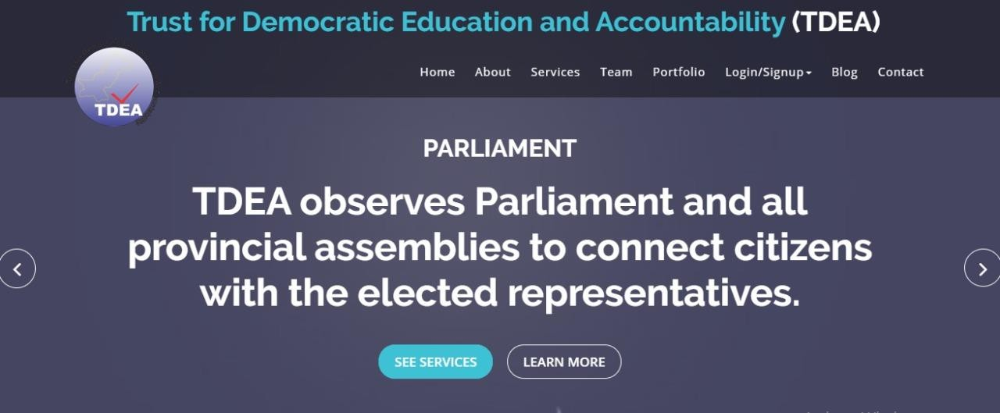 Trust for Democratic Education and Accountability (TDEA)
Home About Services Team Portfolio Login/Signup Blog Contact
TDEA
PARLIAMENT
TDEA observes Parliament and all
provincial assemblies to connect citizens
with the elected representatives.
SEE SERVICES LEARN MORE